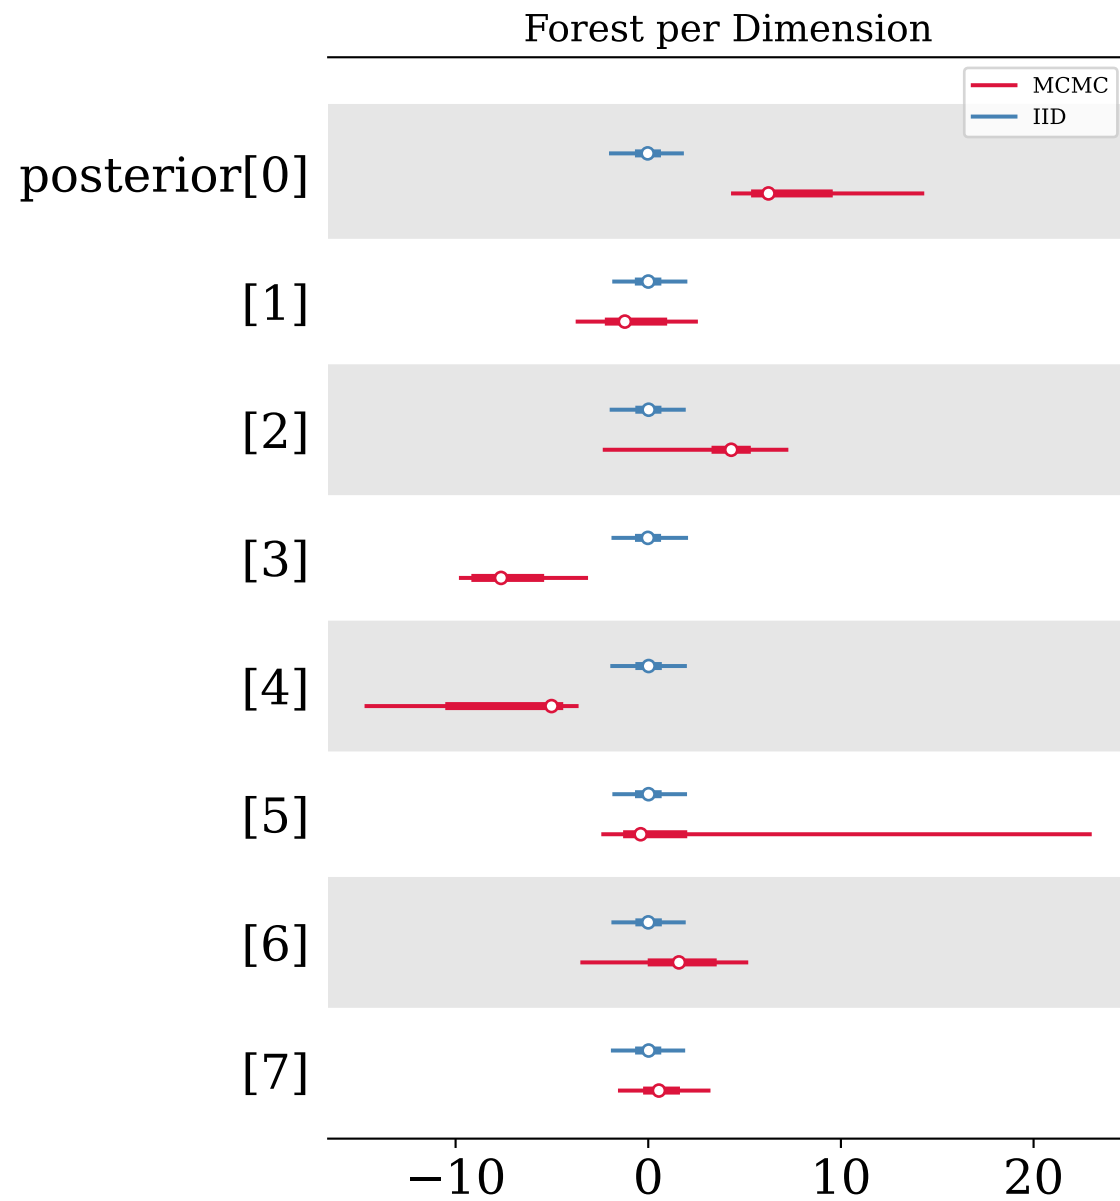 Forest per Dimension
MCMC
IID
posterior[0]
[1]
[2]
[3]
[4]
[5]
[6]
[7]
−10 0 10 20